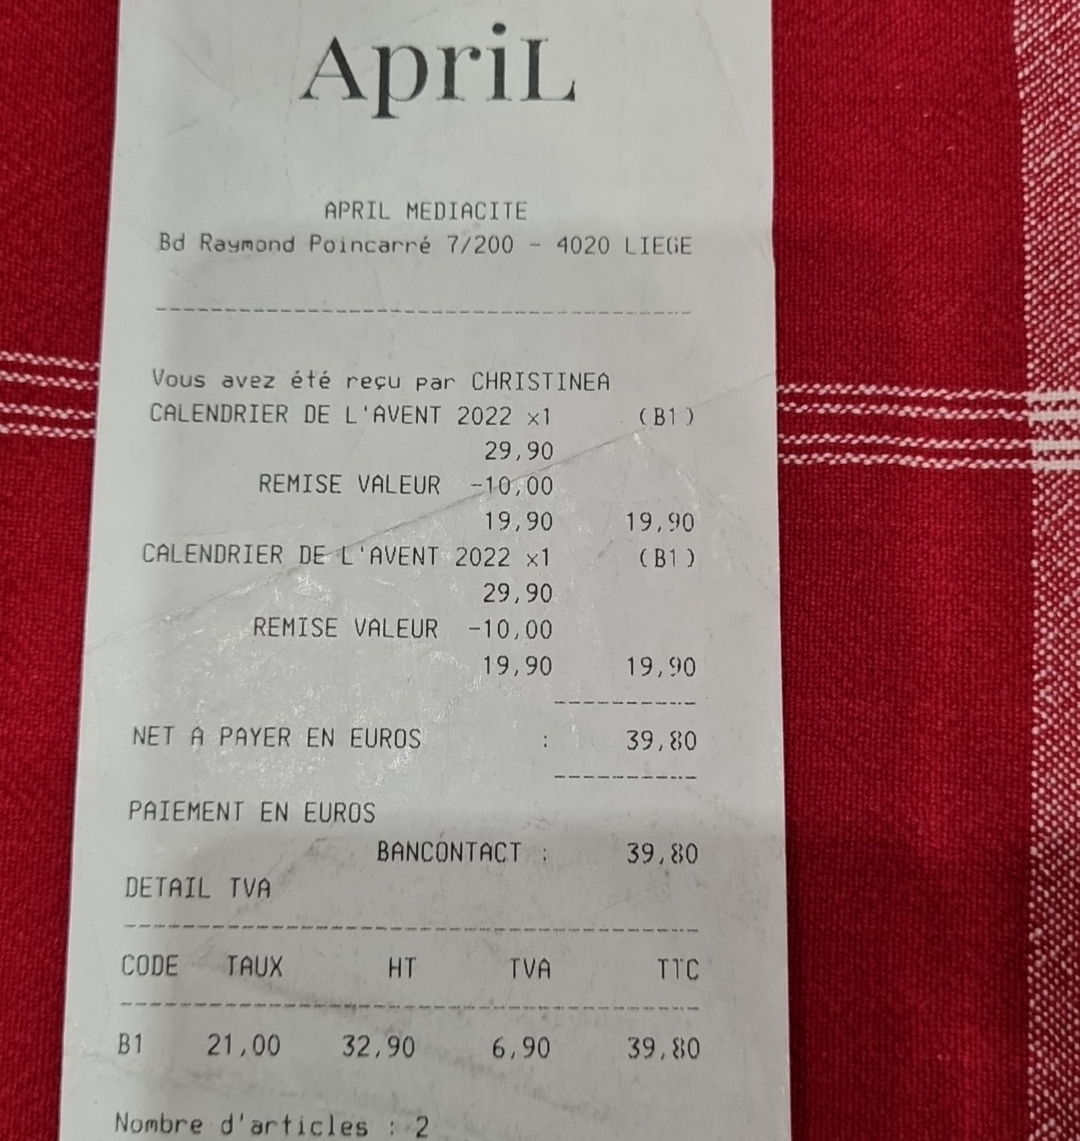 ApriL
APRIL MEDIACITE
Bd Raymond Poincarré 7/200 - 4020 LIEGE
Vous avez été reçu par CHRISTINEA
CALENDRIER DE L'AVENT 2022 x1 (B1)
29,90
REMISE VALEUR -10,00
19,90 19,90
CALENDRIER DE L'AVENT 2022 x1 (B1)
29,90
REMISE VALEUR -10,00
19,90 19,90
NET A PAYER EN EUROS : 39,80
PAIEMENT EN EUROS
BANCONTACT : 39,80
DETAIL TVA
CODE TAUX HT TVA TTC
B1 21,00 32,90 6,90 39,80
Nombre d'articles : 2